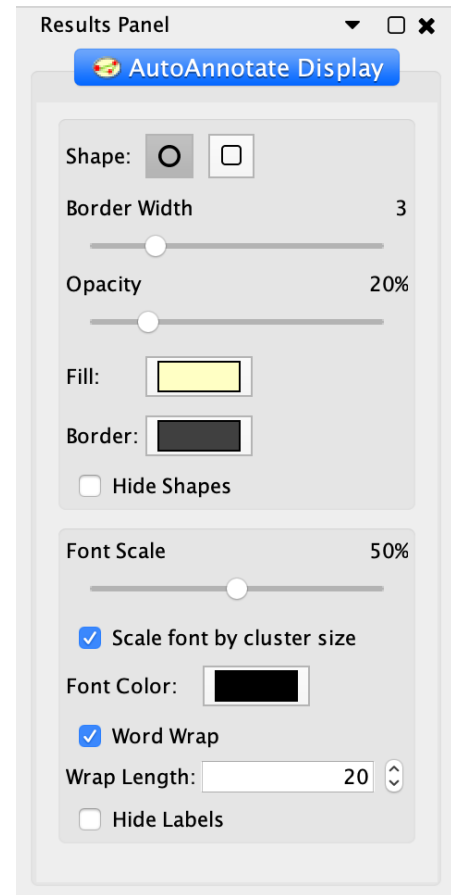 Results Panel
AutoAnnotate Display
Shape:
Border Width 3
Opacity 20%
Fill:
Border:
Hide Shapes
Font Scale 50%
Scale font by cluster size
Font Color:
Word Wrap
Wrap Length: 20
Hide Labels